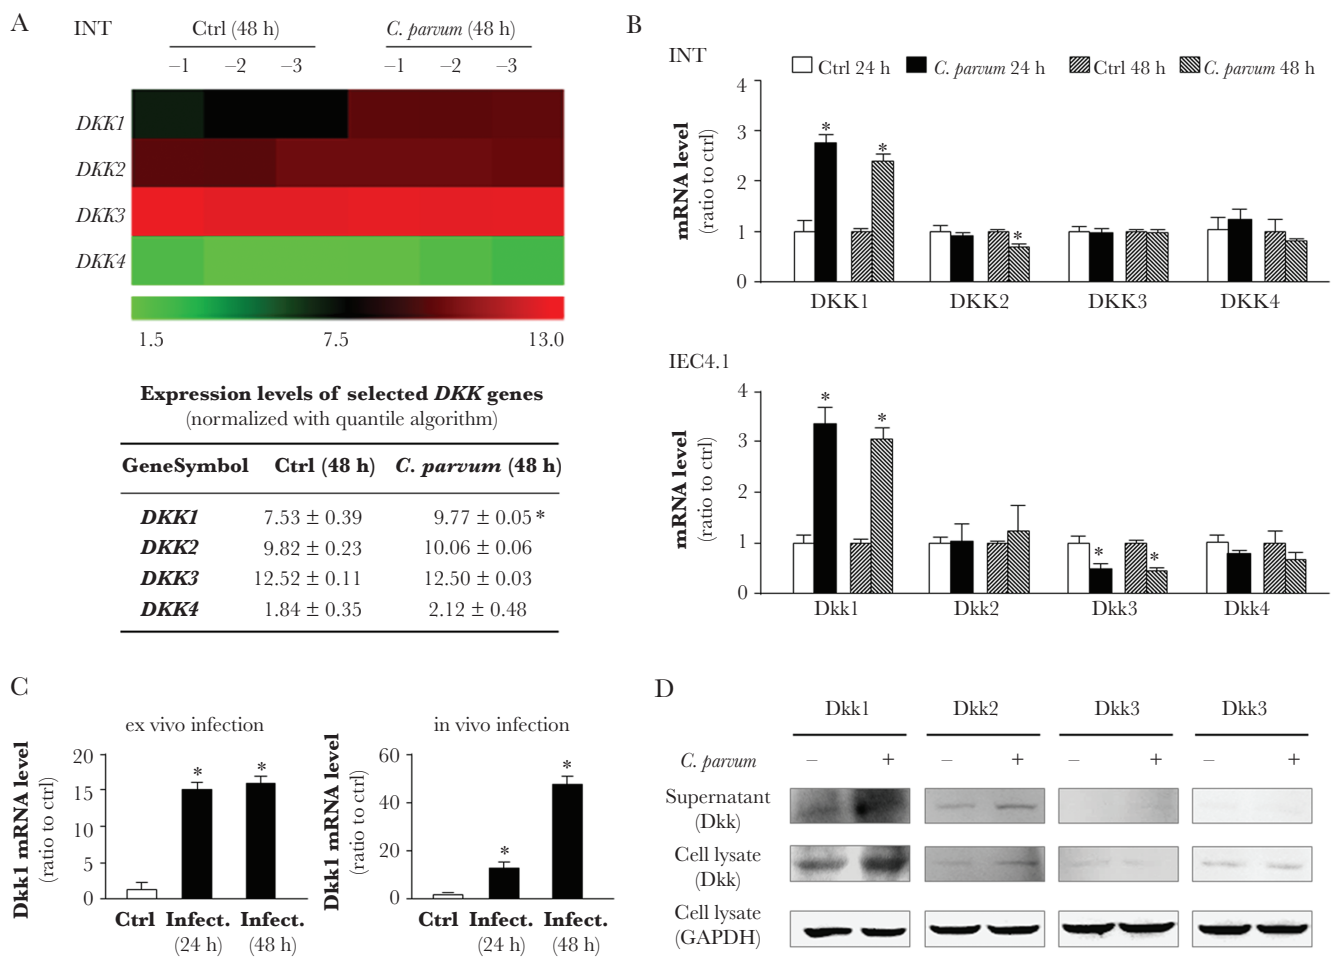 A
INT
Ctrl (48 h)
C. parvum (48 h)
–1 –2 –3 –1 –2 –3
DKK1
DKK2
DKK3
DKK4
1.5 7.5 13.0
Expression levels of selected DKK genes
(normalized with quantile algorithm)
GeneSymbol Ctrl (48 h) C. parvum (48 h)
DKK1 7.53 ± 0.39 9.77 ± 0.05 *
DKK2 9.82 ± 0.23 10.06 ± 0.06
DKK3 12.52 ± 0.11 12.50 ± 0.03
DKK4 1.84 ± 0.35 2.12 ± 0.48
B
INT
Ctrl 24 h C. parvum 24 h Ctrl 48 h C. parvum 48 h
mRNA level
(ratio to ctrl)
4
3
2
1
0
* * *
DKK1 DKK2 DKK3 DKK4
IEC4.1
mRNA level
(ratio to ctrl)
4
3
2
1
0
* * * *
Dkk1 Dkk2 Dkk3 Dkk4
C
ex vivo infection
Dkk1 mRNA level
(ratio to ctrl)
20
15
10
5
0
* *
Ctrl Infect. Infect.
(24 h) (48 h)
in vivo infection
Dkk1 mRNA level
(ratio to ctrl)
60
40
20
0
* *
Ctrl Infect. Infect.
(24 h) (48 h)
D
Dkk1 Dkk2 Dkk3 Dkk3
C. parvum – + – + – + – +
Supernatant
(Dkk)
Cell lysate
(Dkk)
Cell lysate
(GAPDH)